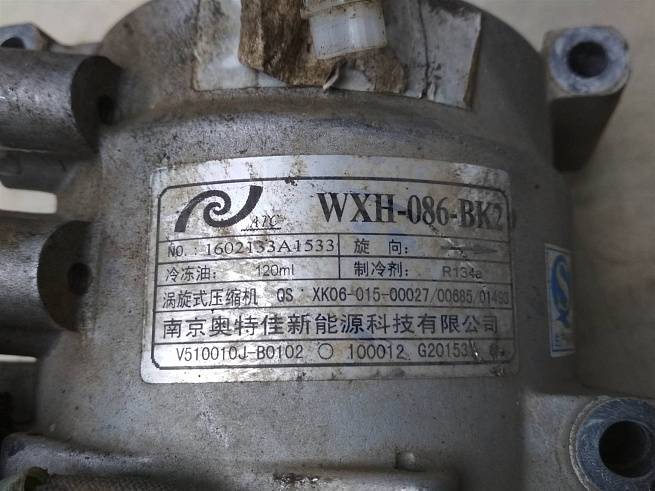 ATC WXH-086-BK2
NO.: 1602133A1533 旋 向:
冷冻油: 120ml 制冷剂: R134a
涡旋式压缩机 QS: XK06-015-00027/00685/01493
南京奥特佳新能源科技有限公司
V510010J-B0102 ○ 100012 G20153